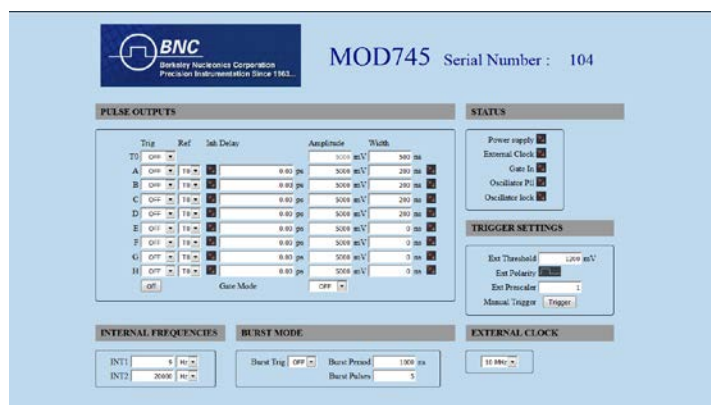 BNC
Berkeley Nucleonics Corporation
Precision Instrumentation Since 1963...
MOD745 Serial Number : 104
PULSE OUTPUTS
Trig Ref Inh Delay Amplitude Width
T0 OFF 5000 mV 500 ns
A OFF T0 0.00 ps 5000 mV 200 ns
B OFF T0 0.00 ps 5000 mV 200 ns
C OFF T0 0.00 ps 5000 mV 200 ns
D OFF T0 0.00 ps 5000 mV 200 ns
E OFF T0 0.00 ps 5000 mV 0 ns
F OFF T0 0.00 ps 5000 mV 0 ns
G OFF T0 0.00 ps 5000 mV 0 ns
H OFF T0 0.00 ps 5000 mV 0 ns
Off Gate Mode OFF
STATUS
Power supply
External Clock
Gate In
Oscillator Pll
Oscillator lock
TRIGGER SETTINGS
Ext Threshold 1200 mV
Ext Polarity
Ext Prescaler 1
Manual Trigger Trigger
INTERNAL FREQUENCIES
INT1 Hz
INT2 20000 Hz
BURST MODE
Burst Trig OFF Burst Period 1000 ns
Burst Pulses 5
EXTERNAL CLOCK
10 MHz